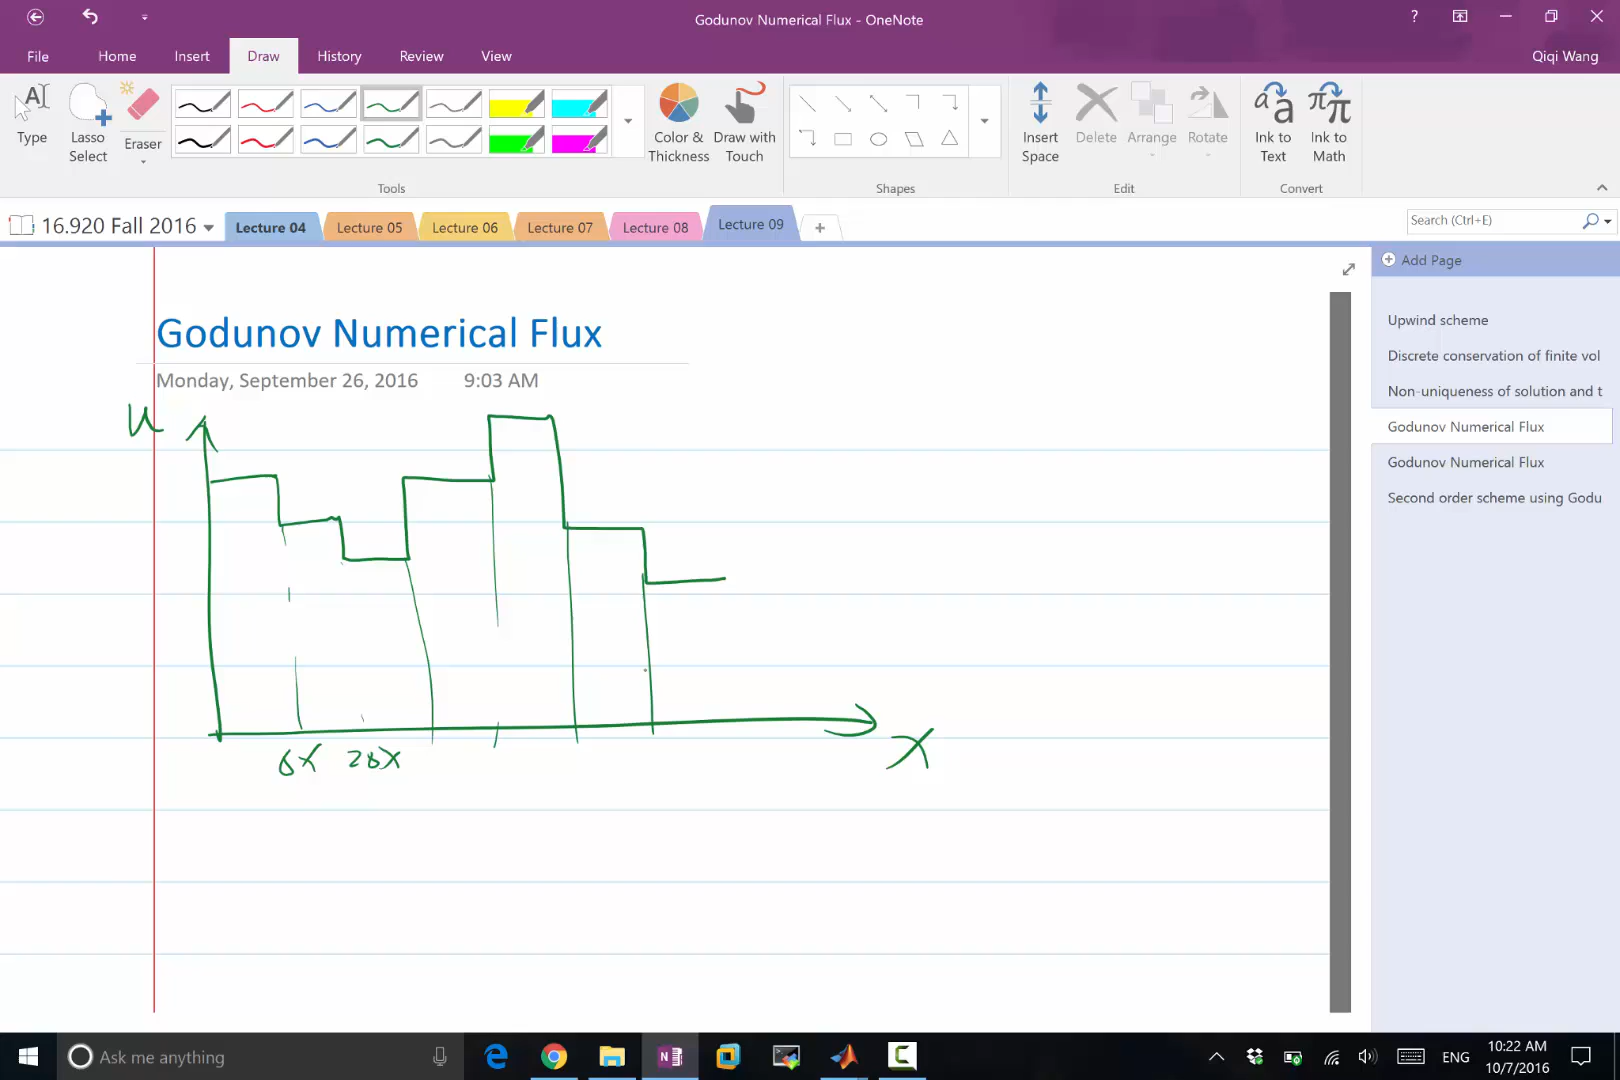 Godunov Numerical Flux - OneNote
?
File
Home
Insert
Draw
History
Review
View
Qiqi Wang
Type
Lasso Select
Eraser
Color & Thickness
Draw with Touch
Insert Space
Delete
Arrange
Rotate
Ink to Text
Ink to Math
Tools
Shapes
Edit
Convert
16.920 Fall 2016
Lecture 04
Lecture 05
Lecture 06
Lecture 07
Lecture 08
Lecture 09
+
Search (Ctrl+E)
Add Page
Upwind scheme
Discrete conservation of finite vol
Non-uniqueness of solution and t
Godunov Numerical Flux
Godunov Numerical Flux
Second order scheme using Godu
Godunov Numerical Flux
Monday, September 26, 2016 9:03 AM
u
δx 2δx
x
Ask me anything
ENG
10:22 AM
10/7/2016